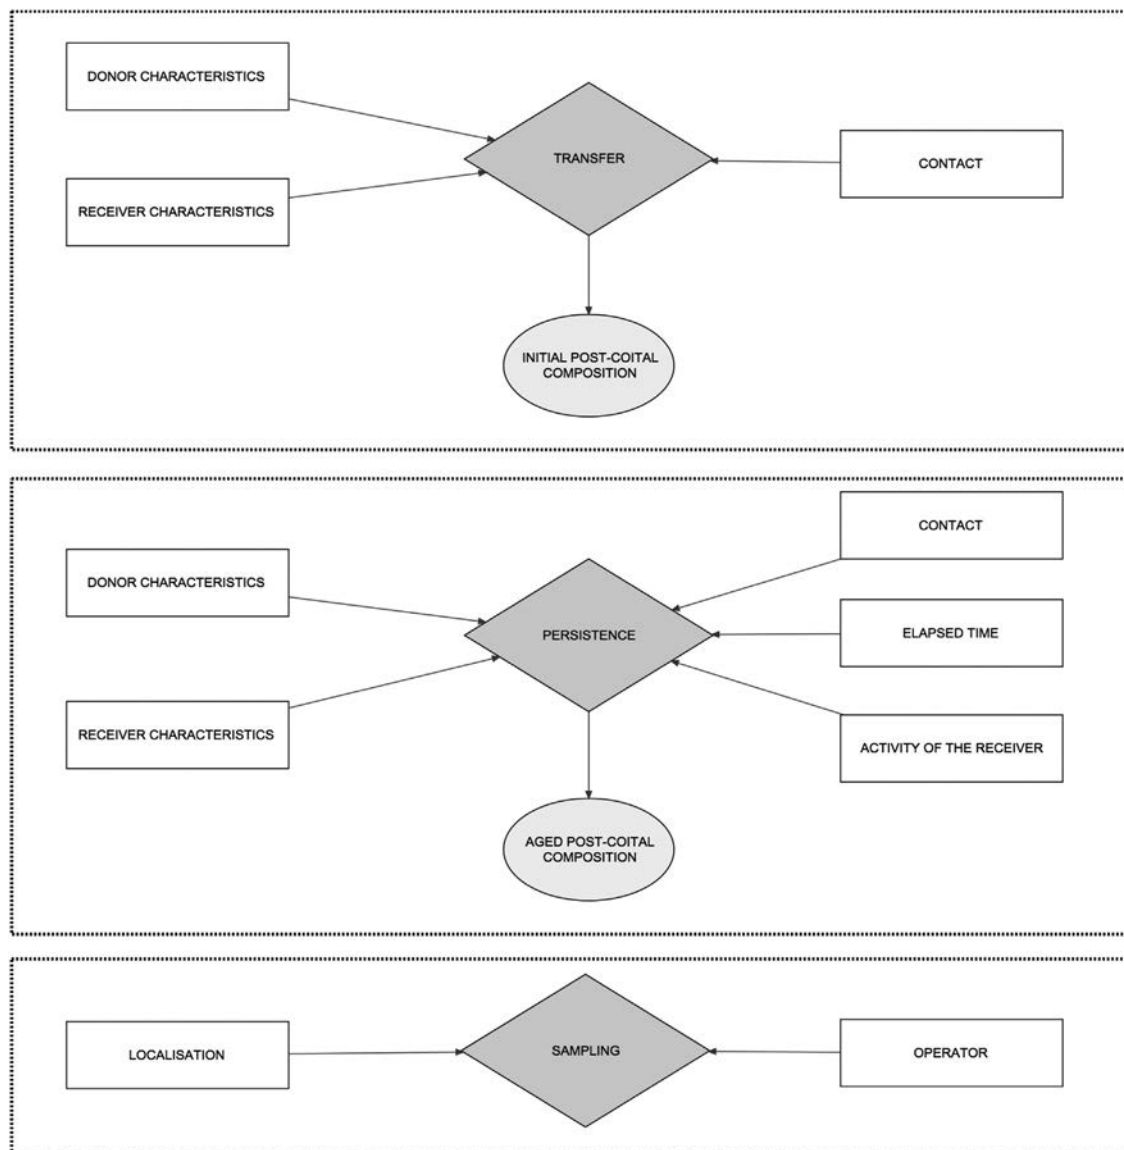 DONOR CHARACTERISTICS
TRANSFER
CONTACT
RECEIVER CHARACTERISTICS
INITIAL POST-COITAL
COMPOSITION
CONTACT
DONOR CHARACTERISTICS
PERSISTENCE
ELAPSED TIME
RECEIVER CHARACTERISTICS
ACTIVITY OF THE RECEIVER
AGED POST-COITAL
COMPOSITION
LOCALISATION
SAMPLING
OPERATOR